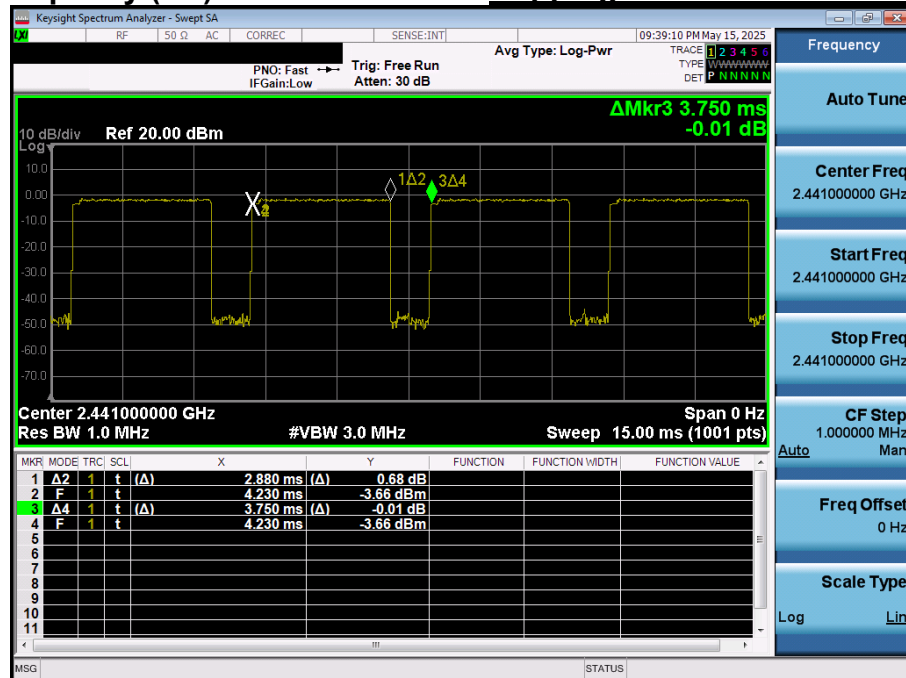 Keysight Spectrum Analyzer - Swept SA
LXI RF 50 Ω AC CORREC SENSE:INT 09:39:10 PM May 15, 2025
Avg Type: Log-Pwr
TRACE 1 2 3 4 5 6
PNO: Fast Trig: Free Run TYPE WWWWWWW
IFGain:Low Atten: 30 dB DET P N N N N N
ΔMkr3 3.750 ms
10 dB/div Ref 20.00 dBm -0.01 dB
Log
10.0
0.00
-10.0
-20.0
-30.0
-40.0
-50.0
-60.0
-70.0
1Δ2 3Δ4
X2
Center 2.441000000 GHz Span 0 Hz
Res BW 1.0 MHz #VBW 3.0 MHz Sweep 15.00 ms (1001 pts)
MKR MODE TRC SCL X Y FUNCTION FUNCTION WIDTH FUNCTION VALUE
1 Δ2 1 t (Δ) 2.880 ms (Δ) 0.68 dB
2 F 1 t 4.230 ms -3.66 dBm
3 Δ4 1 t (Δ) 3.750 ms (Δ) -0.01 dB
4 F 1 t 4.230 ms -3.66 dBm
5
6
7
8
9
10
11
MSG STATUS
Frequency
Auto Tune
Center Freq
2.441000000 GHz
Start Freq
2.441000000 GHz
Stop Freq
2.441000000 GHz
CF Step
1.000000 MHz
Auto Man
Freq Offset
0 Hz
Scale Type
Log Lin